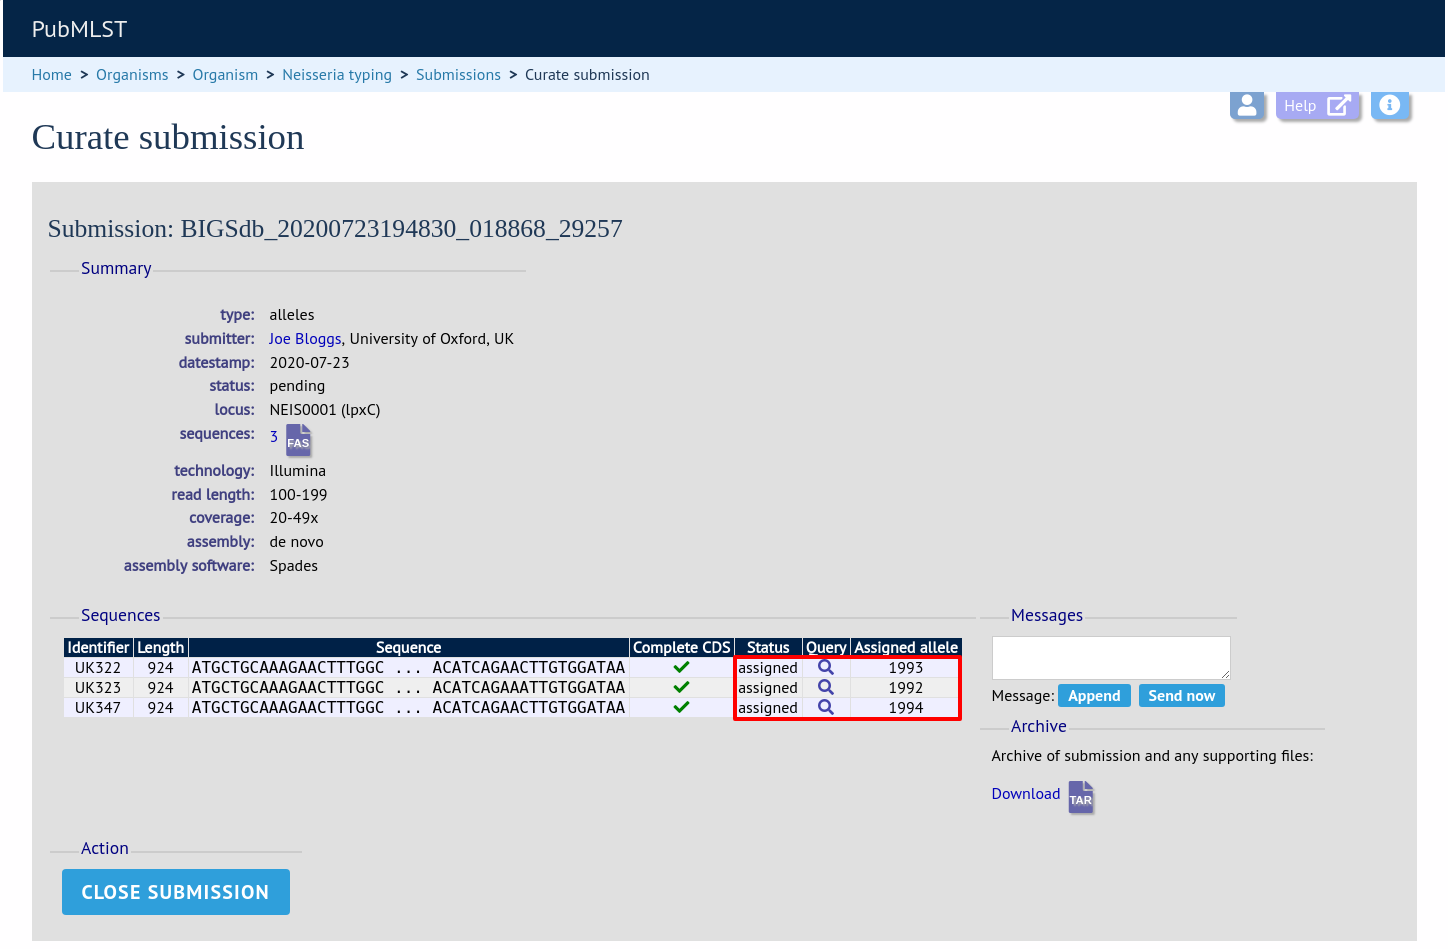 PubMLST
Home > Organisms > Organism > Neisseria typing > Submissions > Curate submission
Help
Curate submission
Submission: BIGSdb_20200723194830_018868_29257
Summary
type: alleles
submitter: Joe Bloggs, University of Oxford, UK
datestamp: 2020-07-23
status: pending
locus: NEIS0001 (lpxC)
sequences: 3 FAS
technology: Illumina
read length: 100-199
coverage: 20-49x
assembly: de novo
assembly software: Spades
Sequences
Identifier Length Sequence Complete CDS Status Query Assigned allele
UK322 924 ATGCTGCAAAGAACTTTGGC ... ACATCAGAACTTGTGGATAA assigned 1993
UK323 924 ATGCTGCAAAGAACTTTGGC ... ACATCAGAAATTGTGGATAA assigned 1992
UK347 924 ATGCTGCAAAGAACTTTGGC ... ACATCAGAACTTGTGGATAA assigned 1994
Messages
Message: Append Send now
Archive
Archive of submission and any supporting files:
Download TAR
Action
CLOSE SUBMISSION